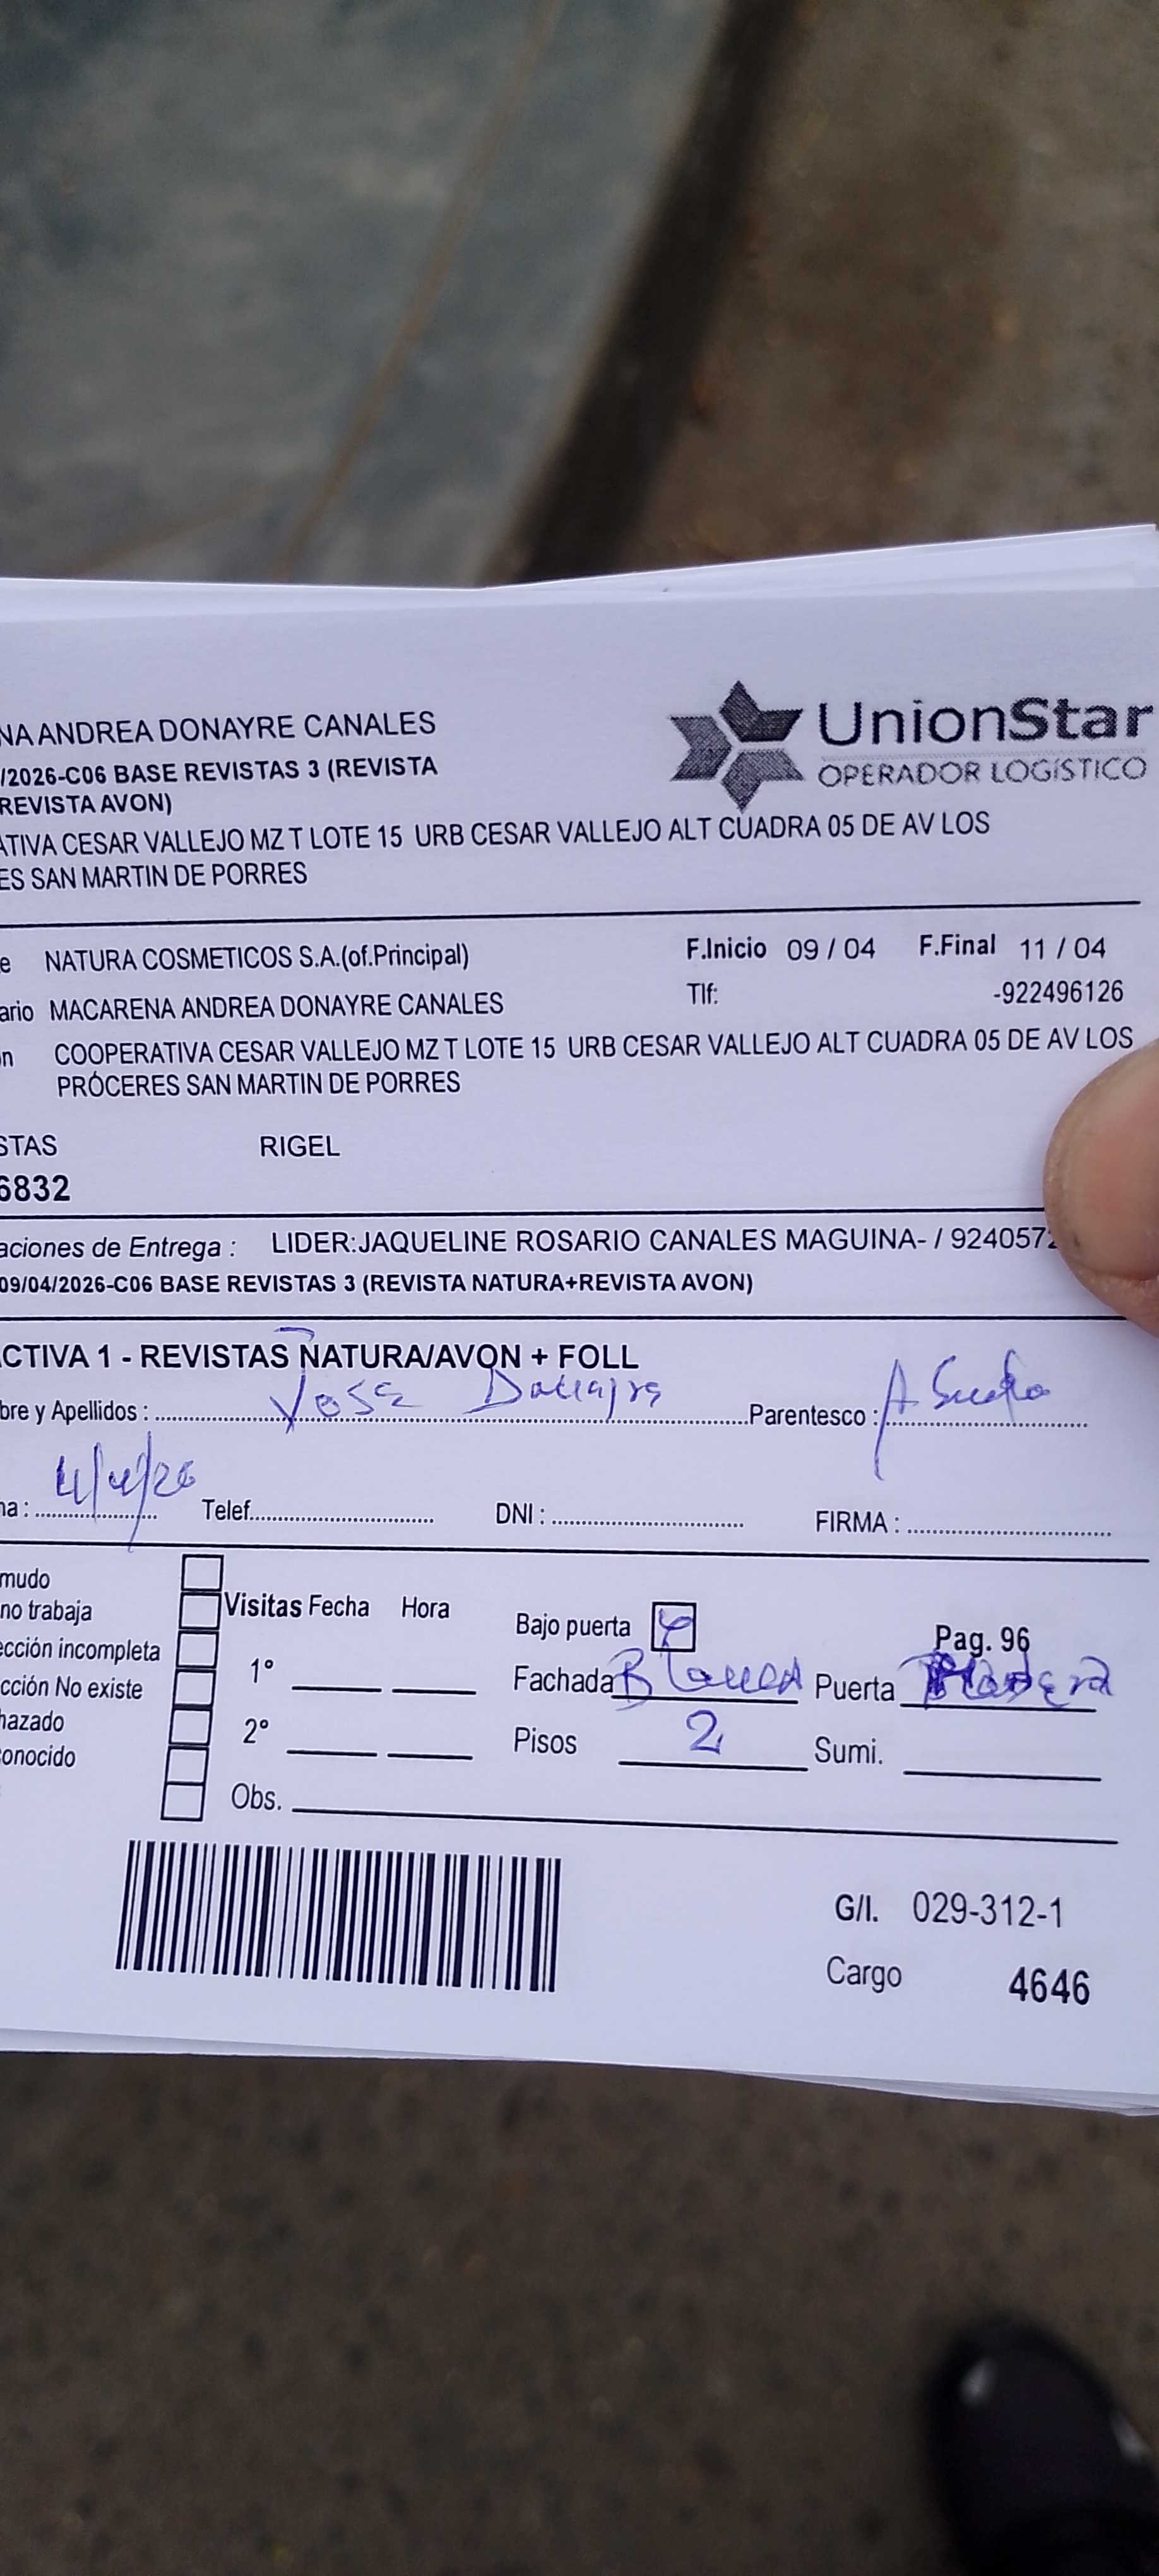 NA ANDREA DONAYRE CANALES
/2026-C06 BASE REVISTAS 3 (REVISTA
REVISTA AVON)
UnionStar
OPERADOR LOGÍSTICO
ATIVA CESAR VALLEJO MZ T LOTE 15 URB CESAR VALLEJO ALT CUADRA 05 DE AV LOS
ES SAN MARTIN DE PORRES
e NATURA COSMETICOS S.A.(of.Principal) F.Inicio 09 / 04 F.Final 11 / 04
ario MACARENA ANDREA DONAYRE CANALES Tlf: -922496126
n COOPERATIVA CESAR VALLEJO MZ T LOTE 15 URB CESAR VALLEJO ALT CUADRA 05 DE AV LOS
PRÓCERES SAN MARTIN DE PORRES
STAS RIGEL
6832
aciones de Entrega : LIDER:JAQUELINE ROSARIO CANALES MAGUINA- / 9240572
09/04/2026-C06 BASE REVISTAS 3 (REVISTA NATURA+REVISTA AVON)
CTIVA 1 - REVISTAS NATURA/AVON + FOLL
bre y Apellidos : Jose Donayre Parentesco :
ha : Telef. DNI : FIRMA :
mudo
no trabaja Visitas Fecha Hora Bajo puerta Pag. 96
ección incompleta
cción No existe 1° Fachada Blanca Puerta Madera
hazado
onocido 2° Pisos 2 Sumi.
Obs.
G/I. 029-312-1
Cargo 4646